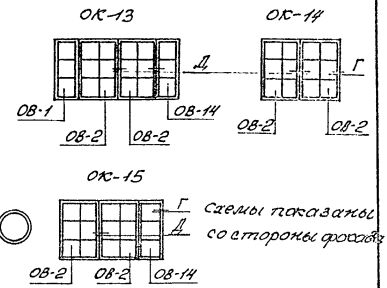 ОК-13
ОК-14
Д
Г
ОВ-1
ОВ-2
ОВ-2
ОВ-14
ОВ-2
ОВ-2
ОК-15
Г
Д
Схемы показаны
со стороны фасада
ОВ-2
ОВ-2
ОВ-14